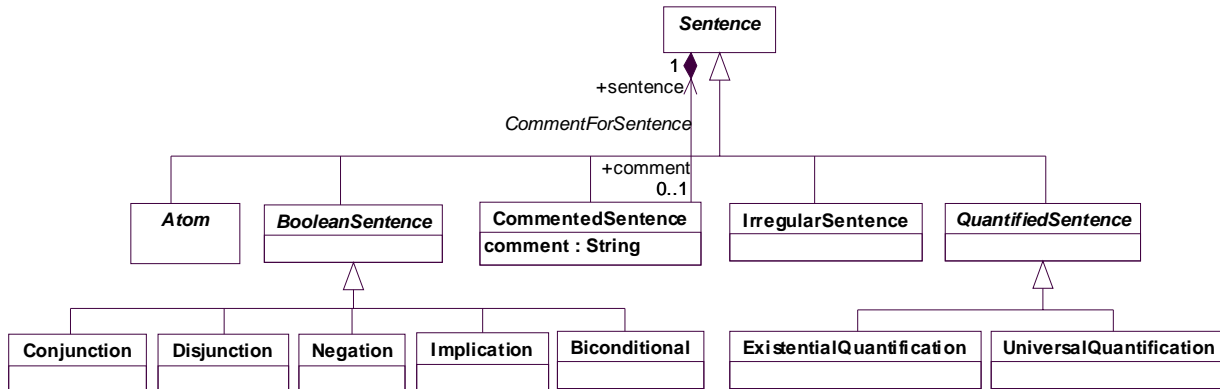 Sentence
1
+sentence
CommentForSentence
+comment
0..1
Atom
BooleanSentence
CommentedSentence
comment : String
IrregularSentence
QuantifiedSentence
Conjunction
Disjunction
Negation
Implication
Biconditional
ExistentialQuantification
UniversalQuantification